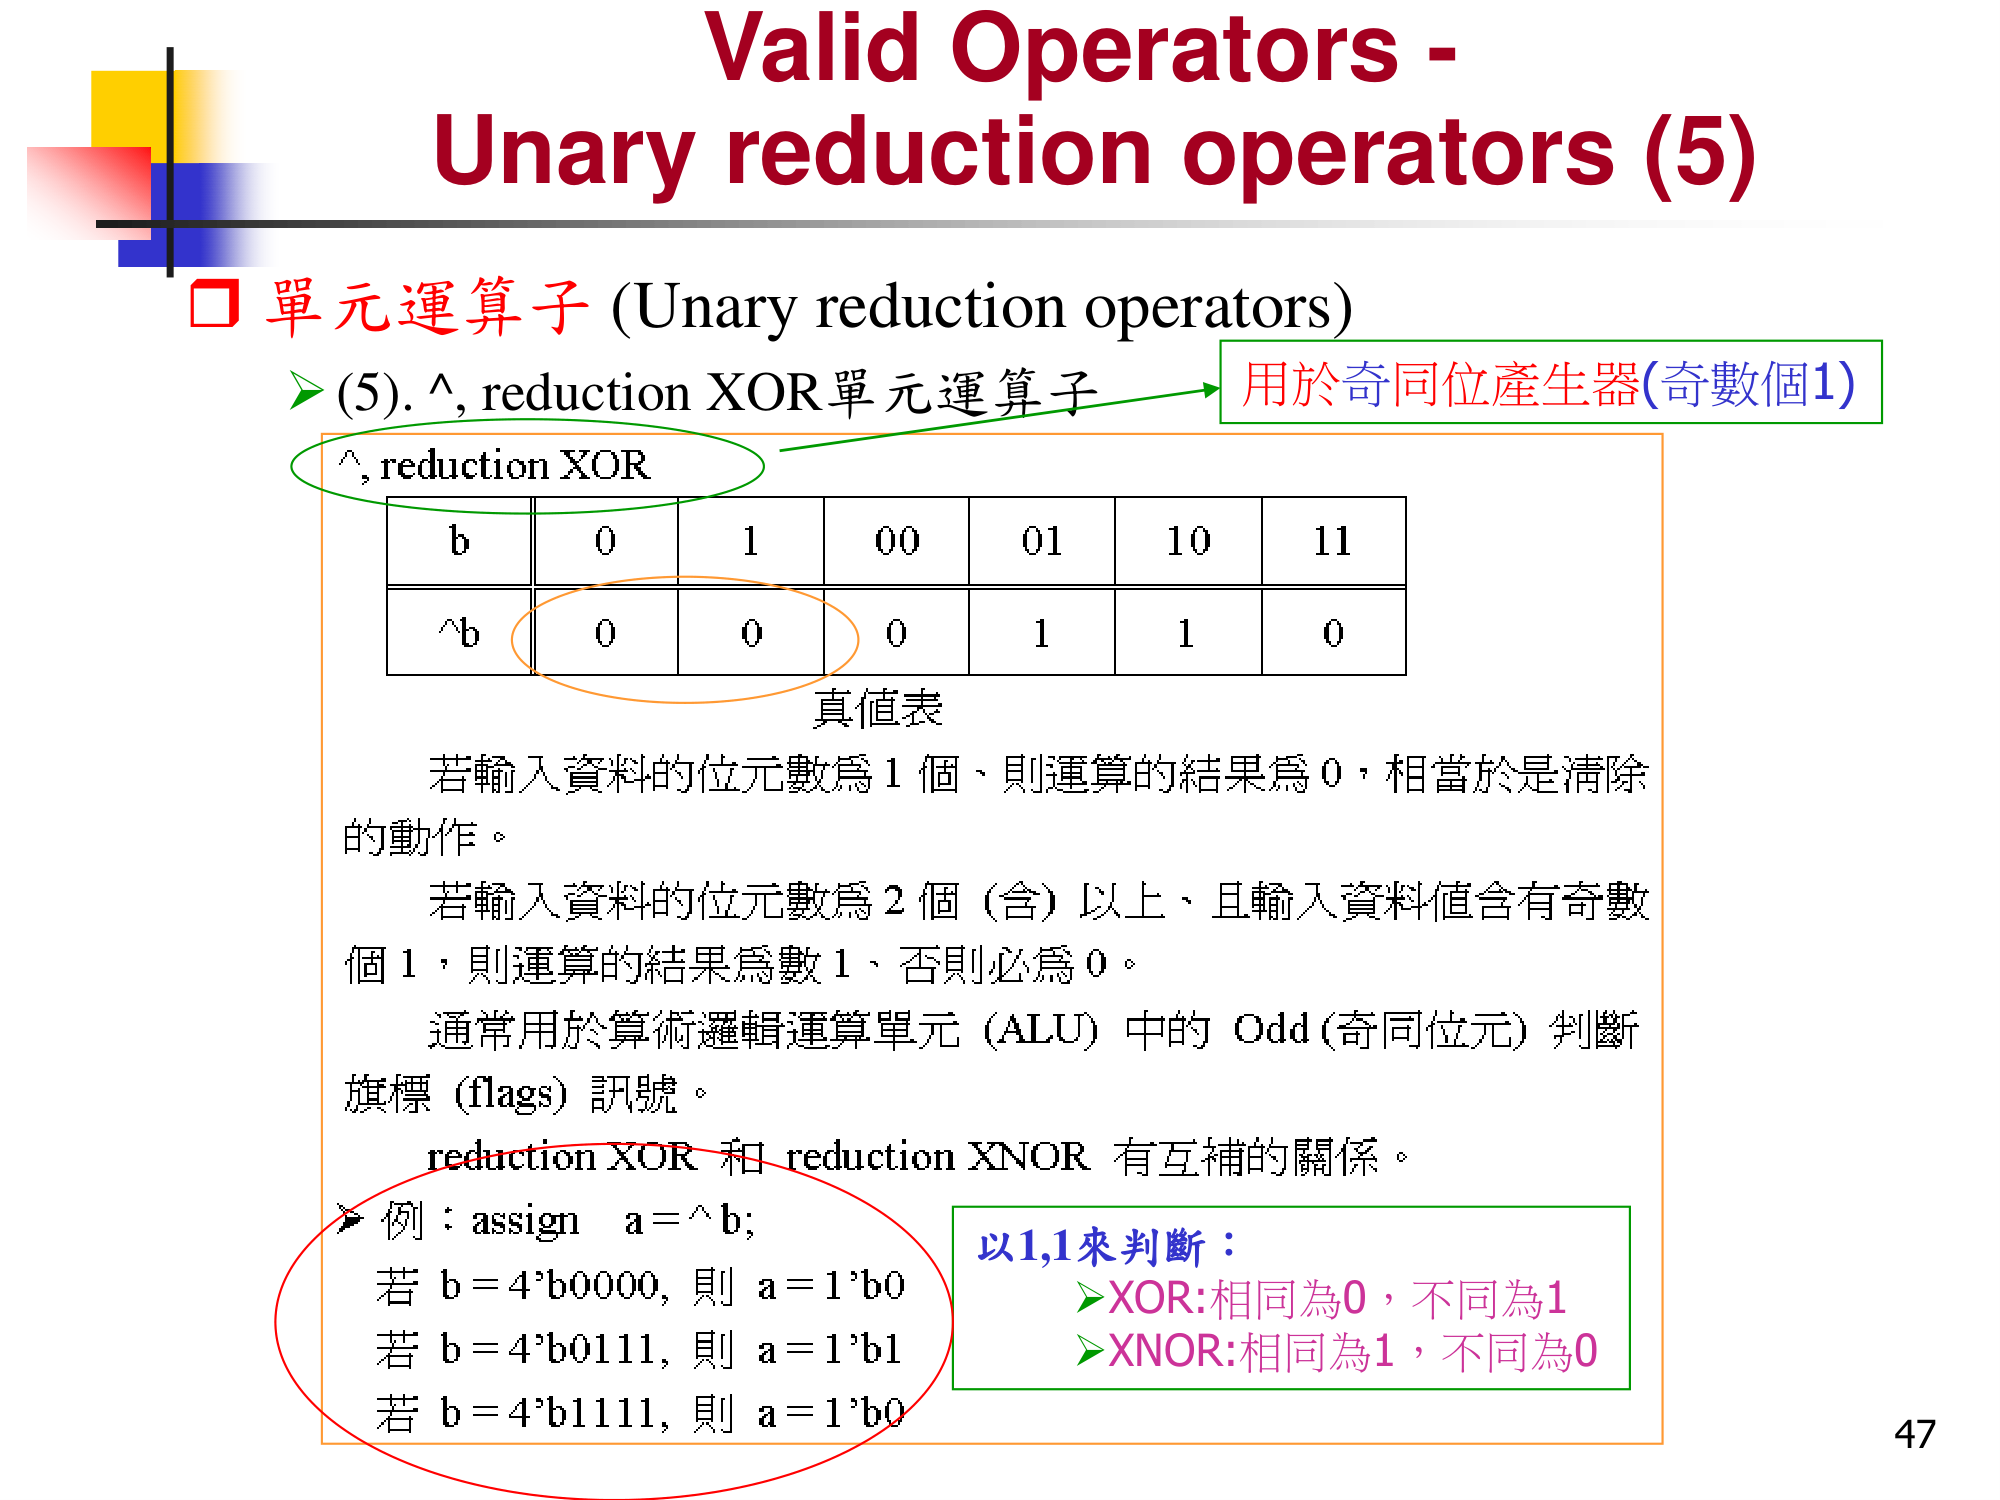 Valid Operators -
Unary reduction operators (5)
單元運算子 (Unary reduction operators)
(5). ^, reduction XOR單元運算子
用於奇同位產生器(奇數個1)
^, reduction XOR
b 0 1 00 01 10 11
^b 0 0 0 1 1 0
真值表
若輸入資料的位元數為 1 個、則運算的結果為 0，相當於是清除
的動作。
若輸入資料的位元數為 2 個 (含) 以上、且輸入資料值含有奇數
個 1，則運算的結果為數 1、否則必為 0。
通常用於算術邏輯運算單元 (ALU) 中的 Odd (奇同位元) 判斷
旗標 (flags) 訊號。
reduction XOR 和 reduction XNOR 有互補的關係。
例：assign a = ^ b;
若 b = 4’b0000, 則 a = 1’b0
若 b = 4’b0111, 則 a = 1’b1
若 b = 4’b1111, 則 a = 1’b0
以1,1來判斷：
XOR:相同為0，不同為1
XNOR:相同為1，不同為0
47